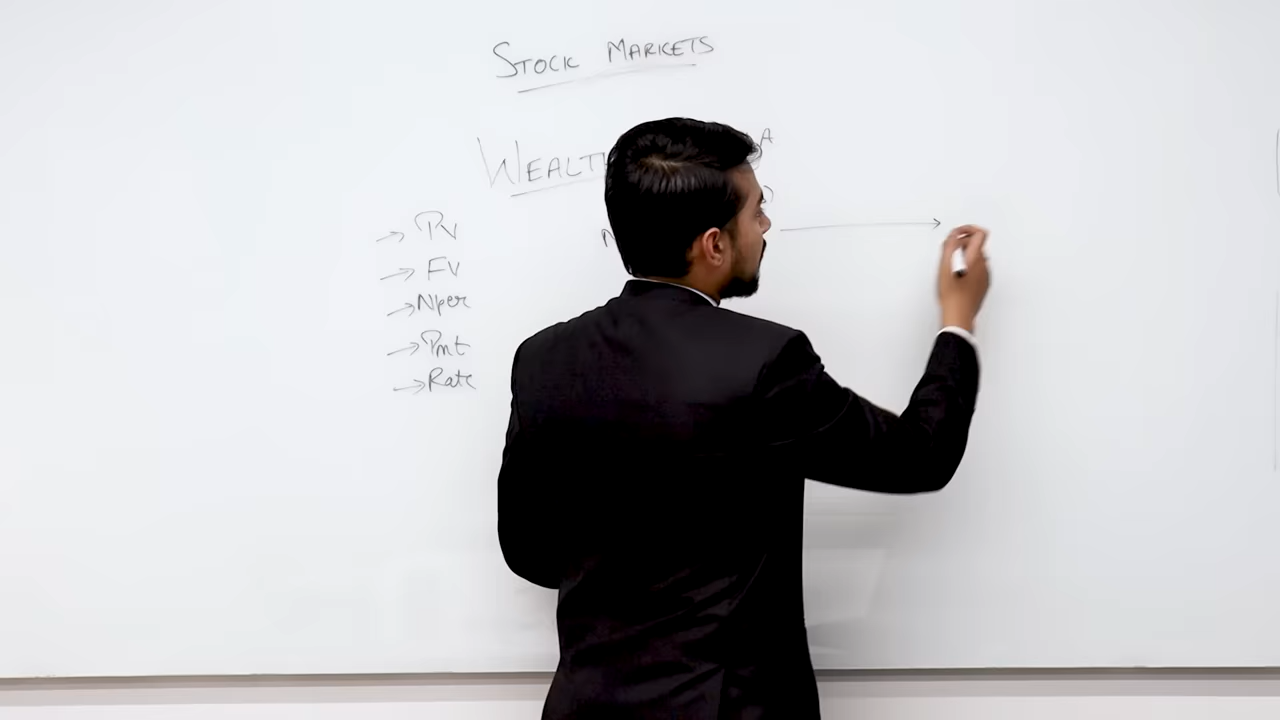 STOCK MARKETS
→ PV
→ FV
→ Nper
→ Pmt
→ Rate